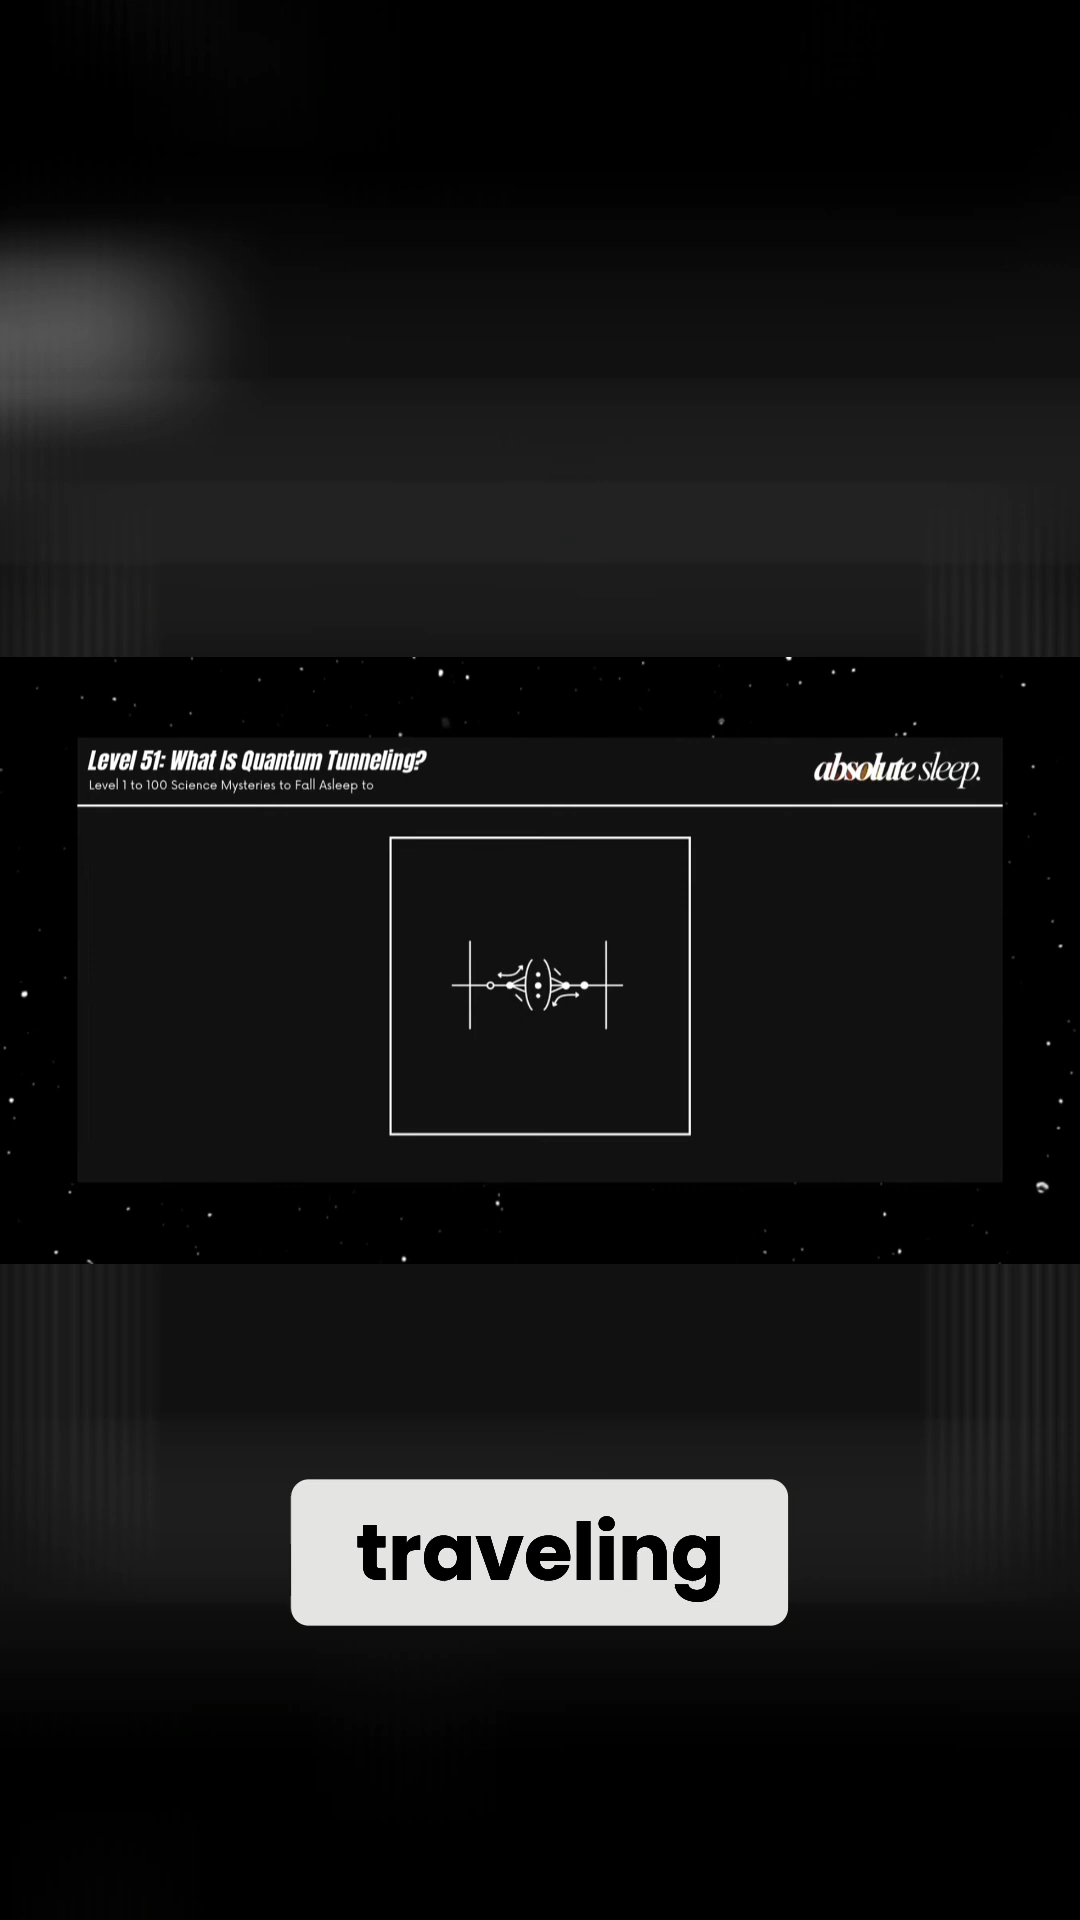 Level 51: What Is Quantum Tunneling?
Level 1 to 100 Science Mysteries to Fall Asleep to
absolute sleep.
traveling